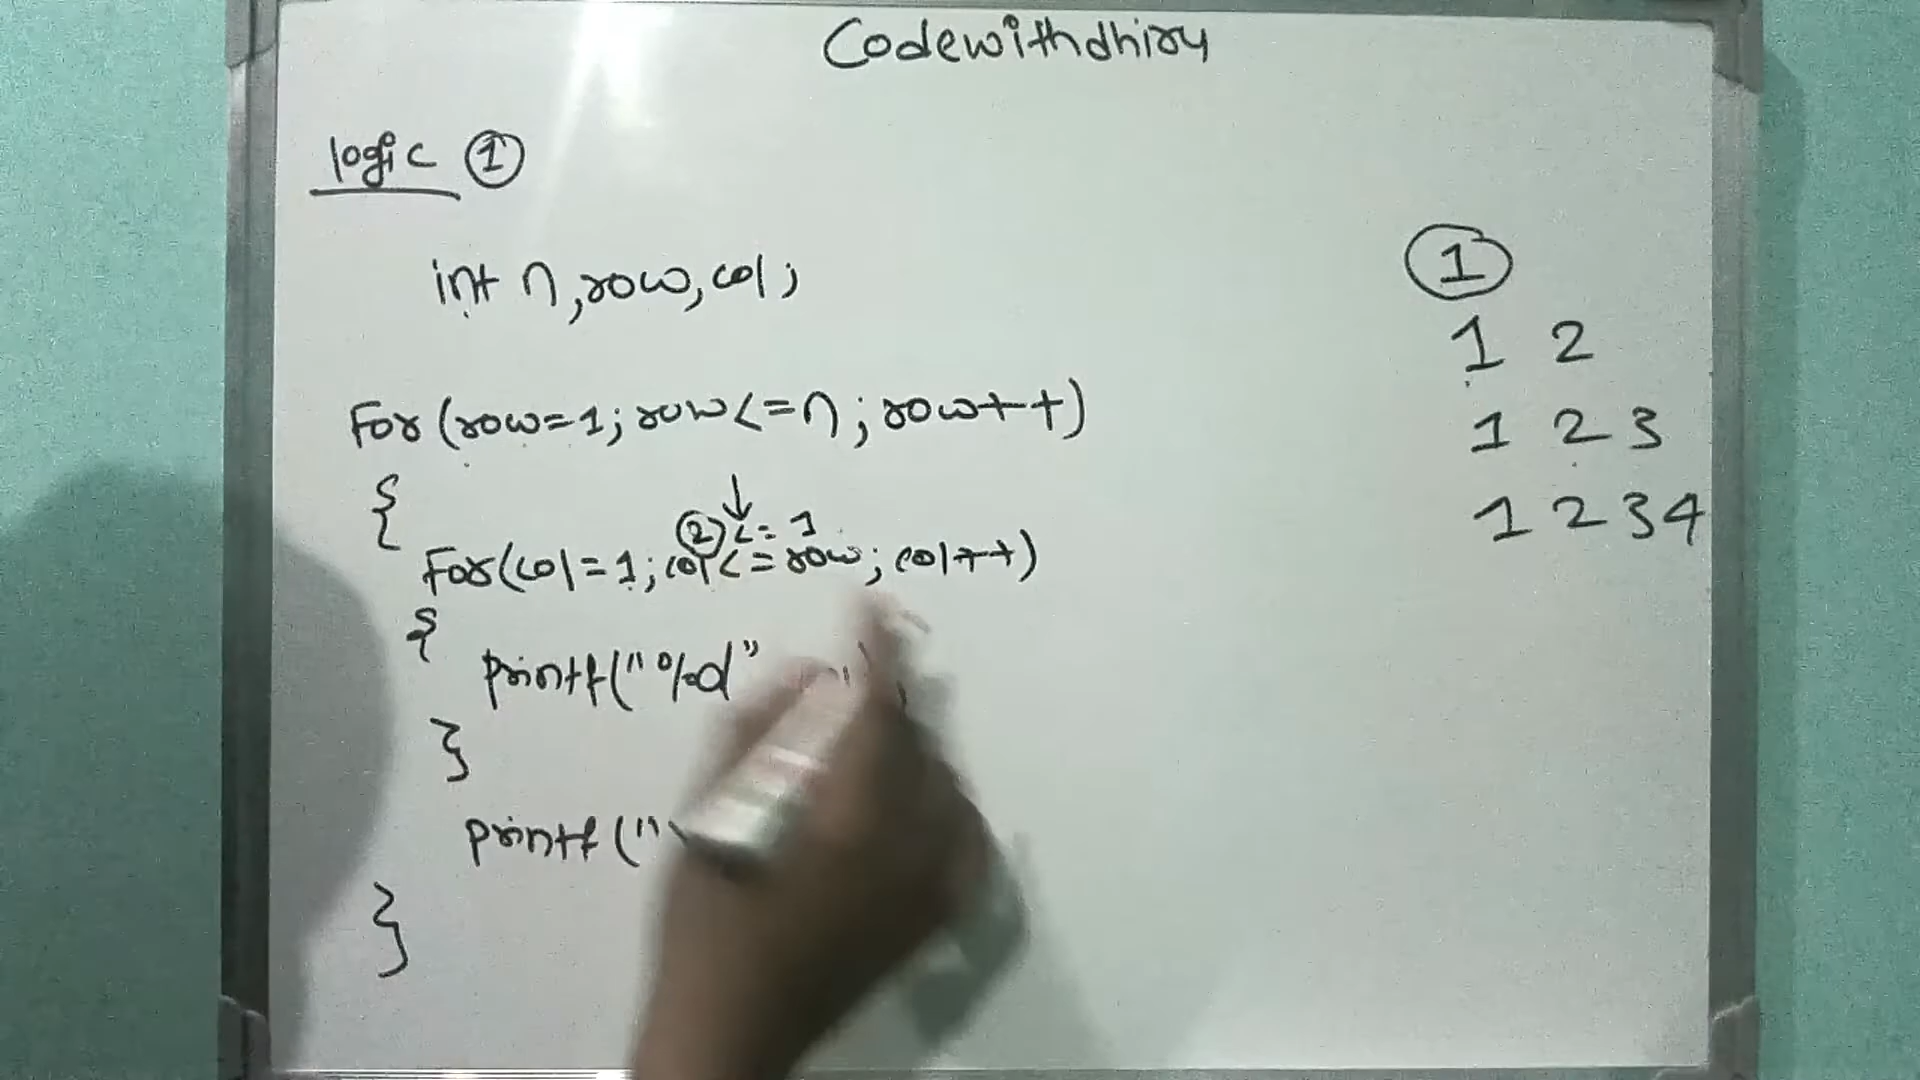 Codewithdhiru
logic ①
int n, row, col;
For (row=1; row<=n; row++)
{
② <= 1
For (col=1; col<=row; col++)
{
printf("%d"
}
printf("
}
①
1 2
1 2 3
1 2 3 4